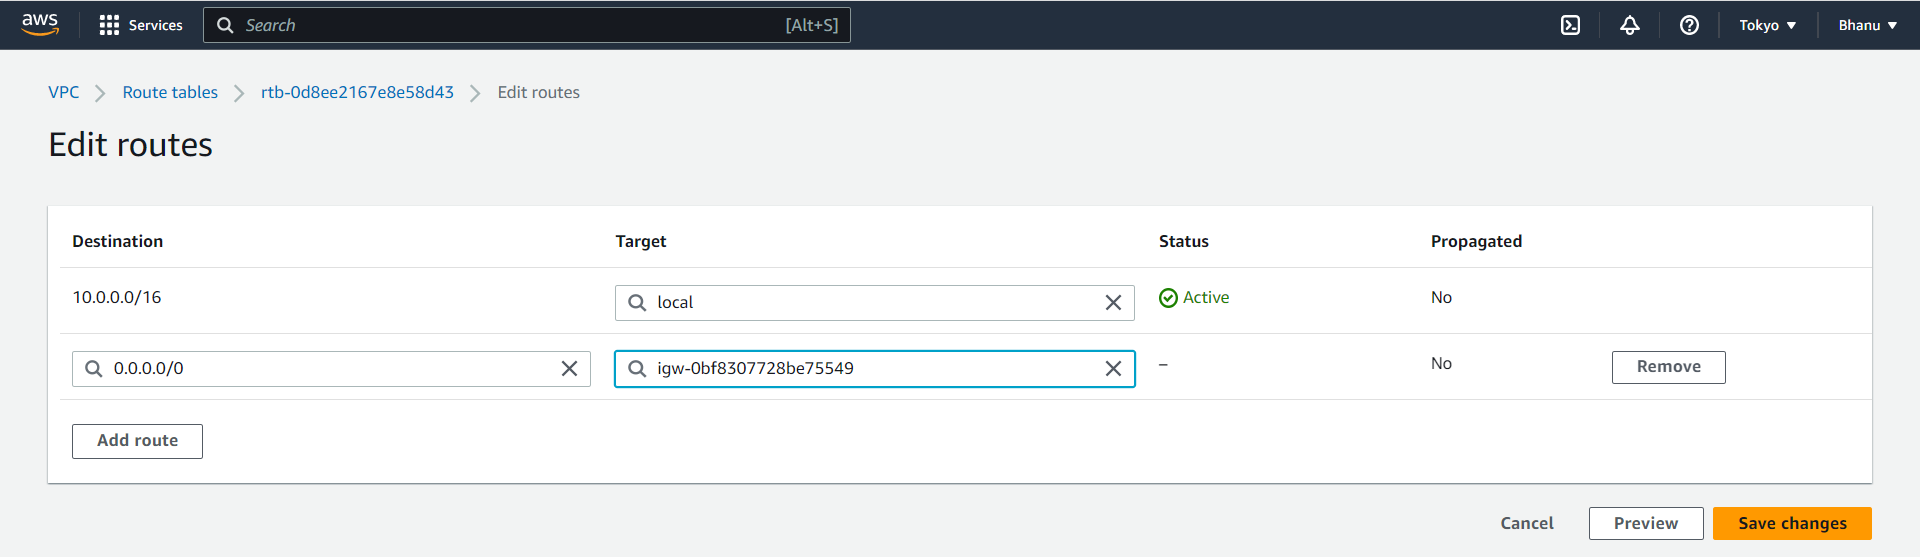 aws Services Search [Alt+S] Tokyo Bhanu
VPC Route tables rtb-0d8ee2167e8e58d43 Edit routes
Edit routes
Destination Target Status Propagated
10.0.0.0/16 local Active No
0.0.0.0/0 igw-0bf8307728be75549 – No Remove
Add route
Cancel Preview Save changes